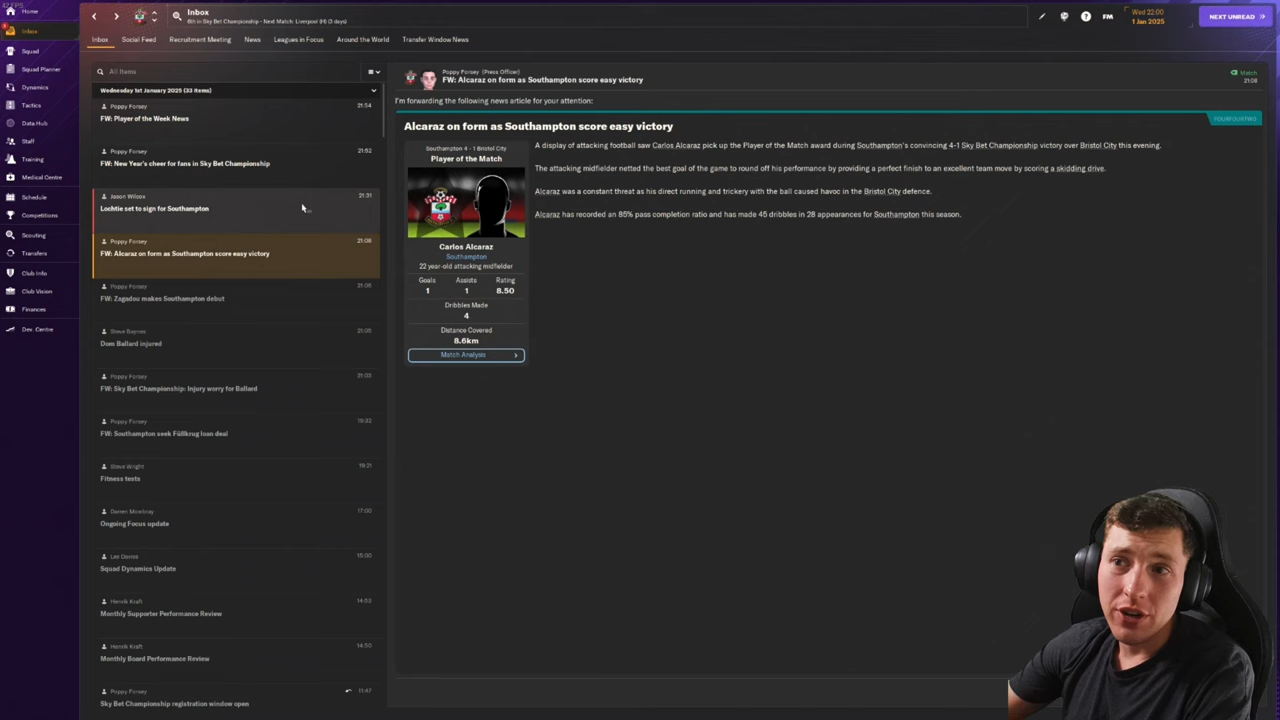 42 FPS
Home
Inbox
6th in Sky Bet Championship - Next Match Liverpool (H) (3 days)
FM
Wed 22:00
1 Jan 2025
NEXT UNREAD
Inbox
Squad
Squad Planner
Dynamics
Tactics
Data Hub
Staff
Training
Medical Centre
Schedule
Competitions
Scouting
Transfers
Club Info
Club Vision
Finances
Dev. Centre
Inbox
Social Feed
Recruitment Meeting
News
Leagues in Focus
Around the World
Transfer Window News
All Items
Wednesday 1st January 2025 (33 items)
Poppy Forsey
21:54
FW: Player of the Week News
Poppy Forsey
21:52
FW: New Year's cheer for fans in Sky Bet Championship
Jason Wilcox
21:31
Lochtie set to sign for Southampton
Poppy Forsey
21:08
FW: Alcaraz on form as Southampton score easy victory
Poppy Forsey
21:06
FW: Zagadou makes Southampton debut
Steve Baynes
21:05
Dom Ballard injured
Poppy Forsey
21:03
FW: Sky Bet Championship: Injury worry for Ballard
Poppy Forsey
19:32
FW: Southampton seek Füllkrug loan deal
Steve Wright
19:21
Fitness tests
17:00
Ongoing Focus update
15:00
Squad Dynamics Update
Henrik Kraft
14:53
Monthly Supporter Performance Review
Henrik Kraft
14:50
Monthly Board Performance Review
Poppy Forsey
11:47
Sky Bet Championship registration window open
Poppy Forsey (Press Officer)
FW: Alcaraz on form as Southampton score easy victory
Match
21:08
I'm forwarding the following news article for your attention:
Alcaraz on form as Southampton score easy victory
FOURFOURTWO
Southampton 4 - 1 Bristol City
Player of the Match
Carlos Alcaraz
Southampton
22 year-old attacking midfielder
Goals Assists Rating
1 1 8.50
Dribbles Made
4
Distance Covered
8.6km
Match Analysis
A display of attacking football saw Carlos Alcaraz pick up the Player of the Match award during Southampton's convincing 4-1 Sky Bet Championship victory over Bristol City this evening.
The attacking midfielder netted the best goal of the game to round off his performance by providing a perfect finish to an excellent team move by scoring a skidding drive.
Alcaraz was a constant threat as his direct running and trickery with the ball caused havoc in the Bristol City defence.
Alcaraz has recorded an 85% pass completion ratio and has made 45 dribbles in 28 appearances for Southampton this season.